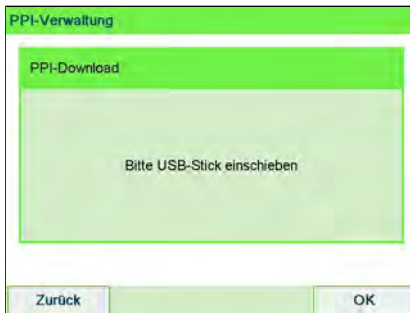 PPI-Verwaltung
PPI-Download
Bitte USB-Stick einschieben
Zurück
OK